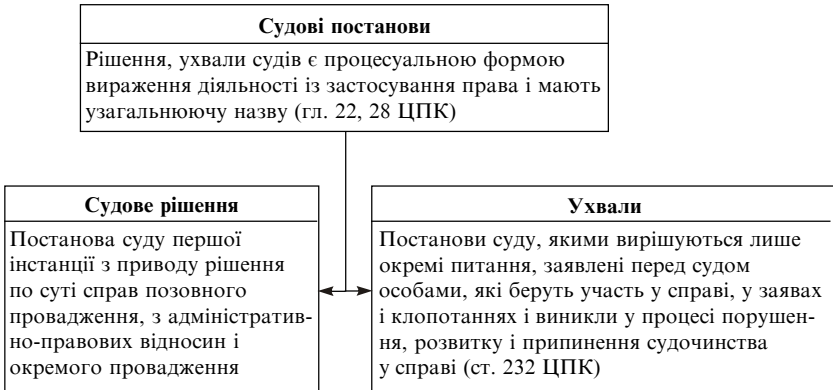 Судові постанови
Рішення, ухвали судів є процесуальною формою
вираження діяльності із застосування права і мають
узагальнюючу назву (гл. 22, 28 ЦПК)
Судове рішення
Постанова суду першої
інстанції з приводу рішення
по суті справ позовного
провадження, з адміністратив-
но-правових відносин і
окремого провадження
Ухвали
Постанови суду, якими вирішуються лише
окремі питання, заявлені перед судом
особами, які беруть участь у справі, у заявах
і клопотаннях і виникли у процесі порушен-
ня, розвитку і припинення судочинства
у справі (ст. 232 ЦПК)